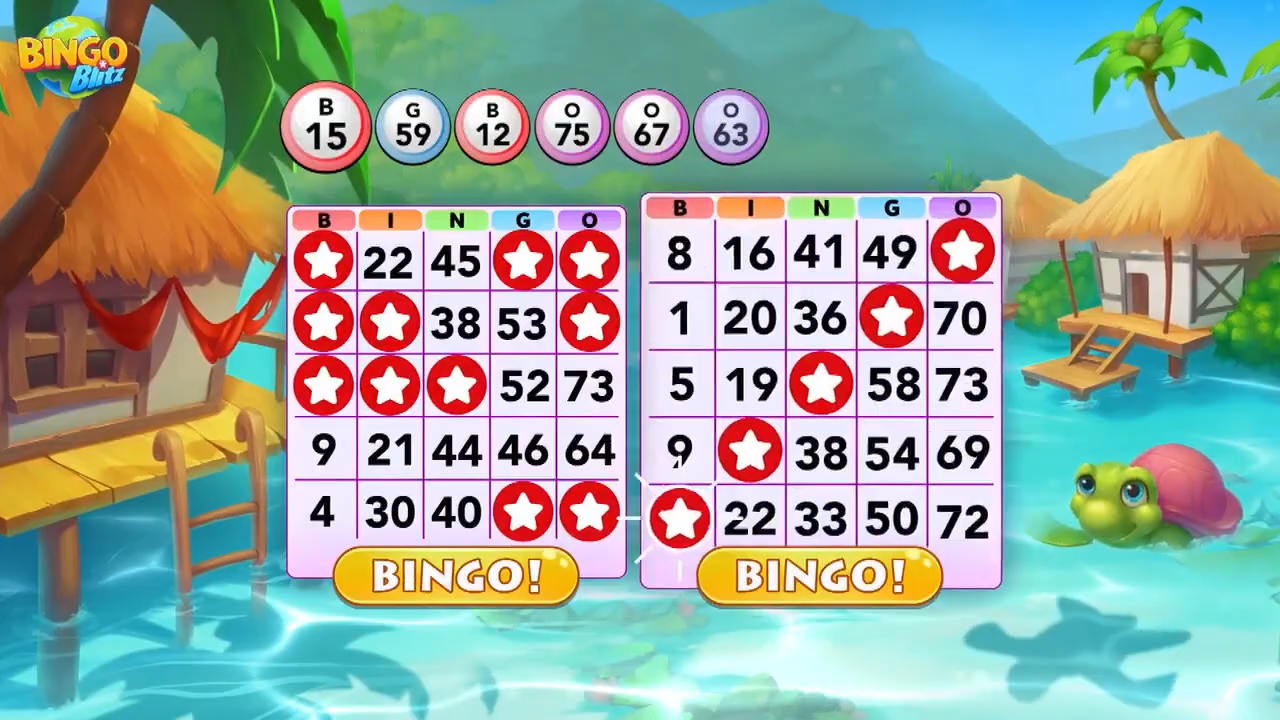 BINGO
Blitz
B G B O O O
15 59 12 75 67 63
B I N G O
22 45
38 53
52 73
9 21 44 46 64
4 30 40
BINGO!
B I N G O
8 16 41 49
1 20 36 70
5 19 58 73
9 38 54 69
22 33 50 72
BINGO!